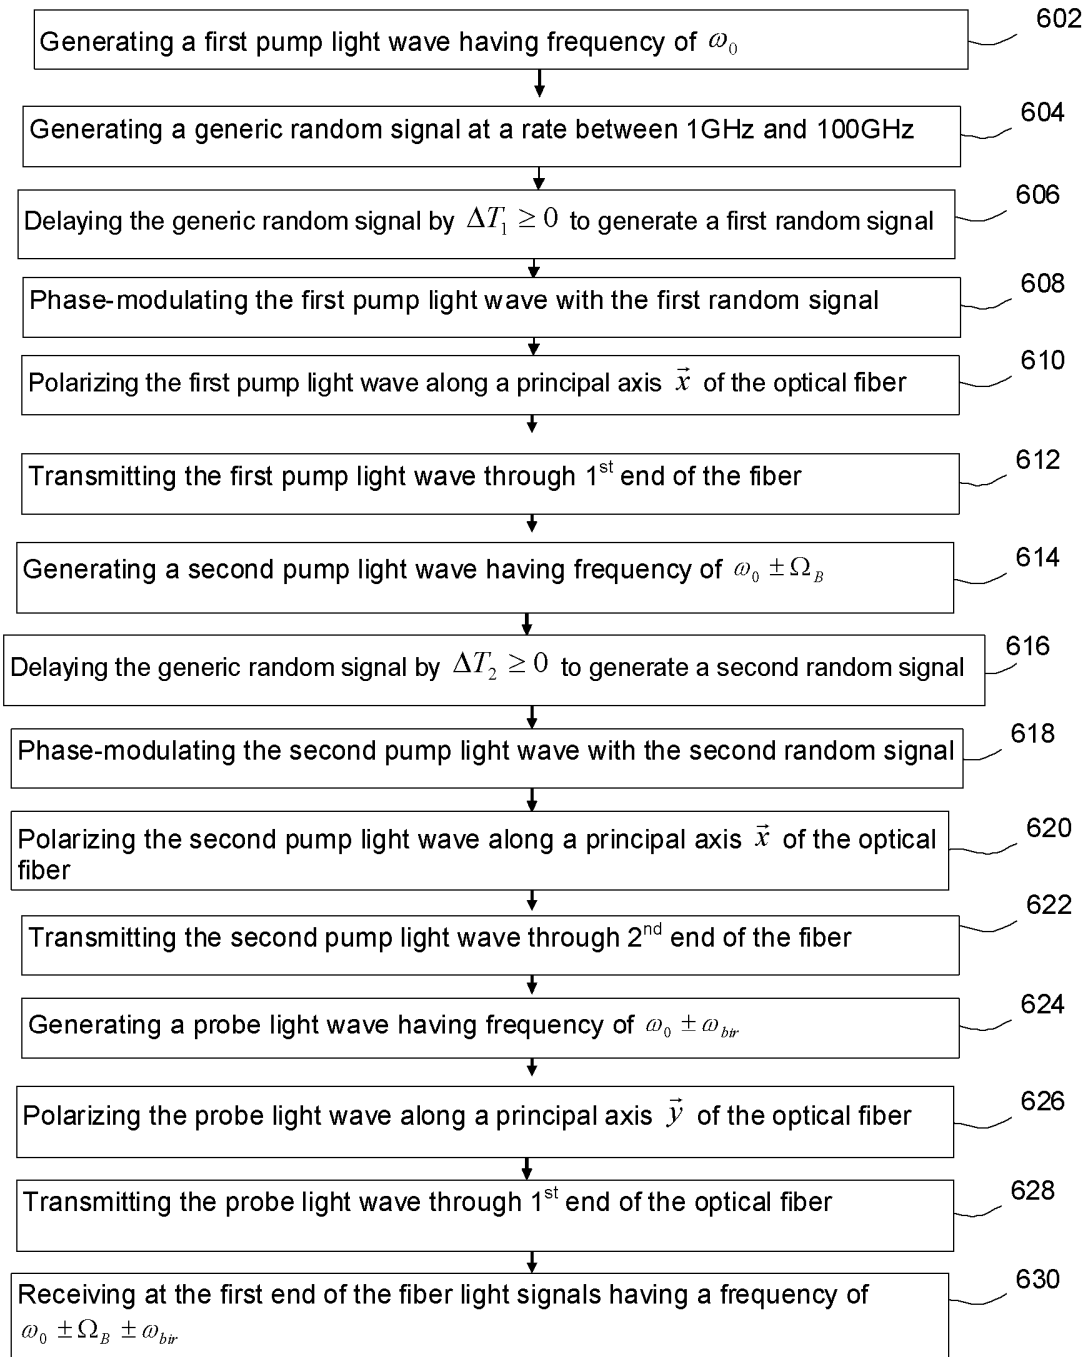 Generating a first pump light wave having frequency of ω₀
602
Generating a generic random signal at a rate between 1GHz and 100GHz
604
Delaying the generic random signal by ΔT₁ ≥ 0 to generate a first random signal
606
Phase-modulating the first pump light wave with the first random signal
608
Polarizing the first pump light wave along a principal axis x⃗ of the optical fiber
610
Transmitting the first pump light wave through 1st end of the fiber
612
Generating a second pump light wave having frequency of ω₀ ± Ω_B
614
Delaying the generic random signal by ΔT₂ ≥ 0 to generate a second random signal
616
Phase-modulating the second pump light wave with the second random signal
618
Polarizing the second pump light wave along a principal axis x⃗ of the optical
fiber
620
Transmitting the second pump light wave through 2nd end of the fiber
622
Generating a probe light wave having frequency of ω₀ ± ω_bir
624
Polarizing the probe light wave along a principal axis y⃗ of the optical fiber
626
Transmitting the probe light wave through 1st end of the optical fiber
628
Receiving at the first end of the fiber light signals having a frequency of
ω₀ ± Ω_B ± ω_bir
630